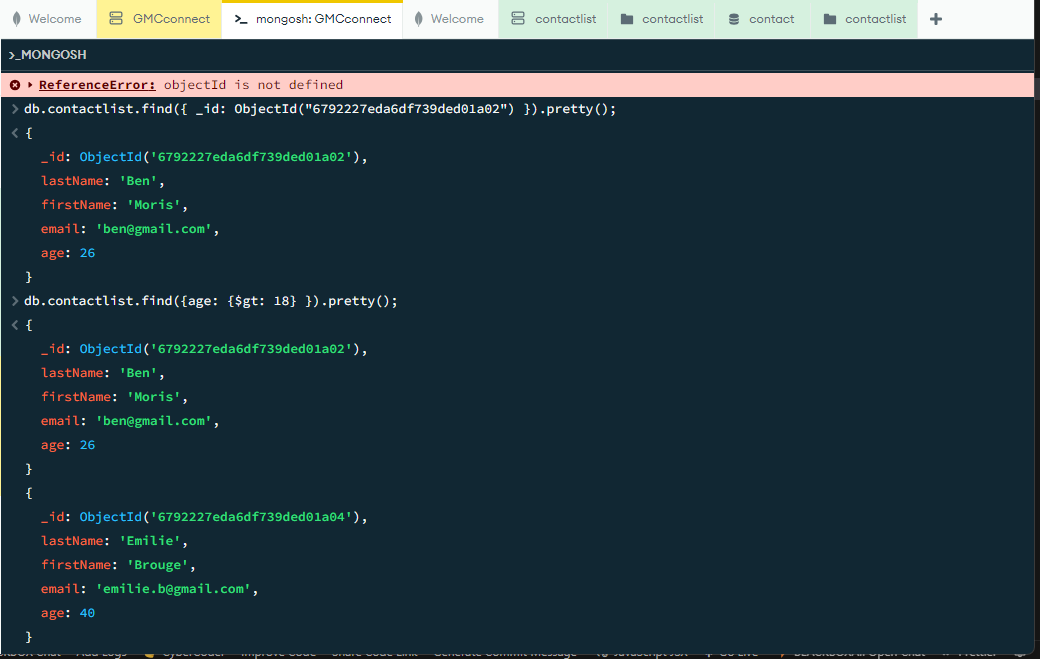 Welcome GMCconnect >_ mongosh: GMCconnect Welcome contactlist contactlist contact contactlist +
>_MONGOSH
ReferenceError: objectId is not defined
> db.contactlist.find({ _id: ObjectId("6792227eda6df739ded01a02") }).pretty();
< {
_id: ObjectId('6792227eda6df739ded01a02'),
lastName: 'Ben',
firstName: 'Moris',
email: 'ben@gmail.com',
age: 26
}
> db.contactlist.find({age: {$gt: 18} }).pretty();
< {
_id: ObjectId('6792227eda6df739ded01a02'),
lastName: 'Ben',
firstName: 'Moris',
email: 'ben@gmail.com',
age: 26
}
{
_id: ObjectId('6792227eda6df739ded01a04'),
lastName: 'Emilie',
firstName: 'Brouge',
email: 'emilie.b@gmail.com',
age: 40
}